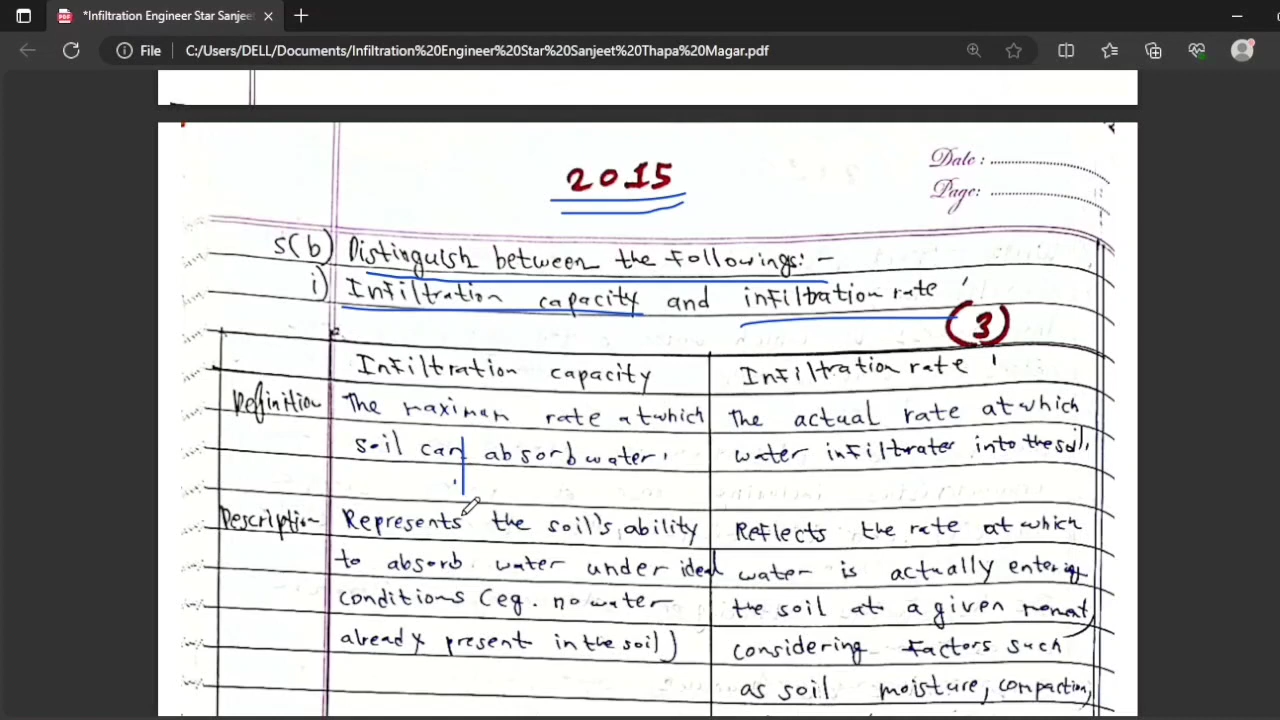 *Infiltration Engineer Star Sanjeet
File
C:/Users/DELL/Documents/Infiltration%20Engineer%20Star%20Sanjeet%20Thapa%20Magar.pdf
2015
Date :
Page:
5(b) Distinguish between the followings:-
i) Infiltration capacity and infiltration rate
(3)
Infiltration capacity Infiltration rate
Definition The maximum rate at which The actual rate at which
soil can absorb water. water infiltrates into the soil.
Description Represents the soil's ability Reflects the rate at which
to absorb water under ideal water is actually entering
conditions (eg. no water the soil at a given moment,
already present in the soil) considering factors such
as soil moisture, compaction,